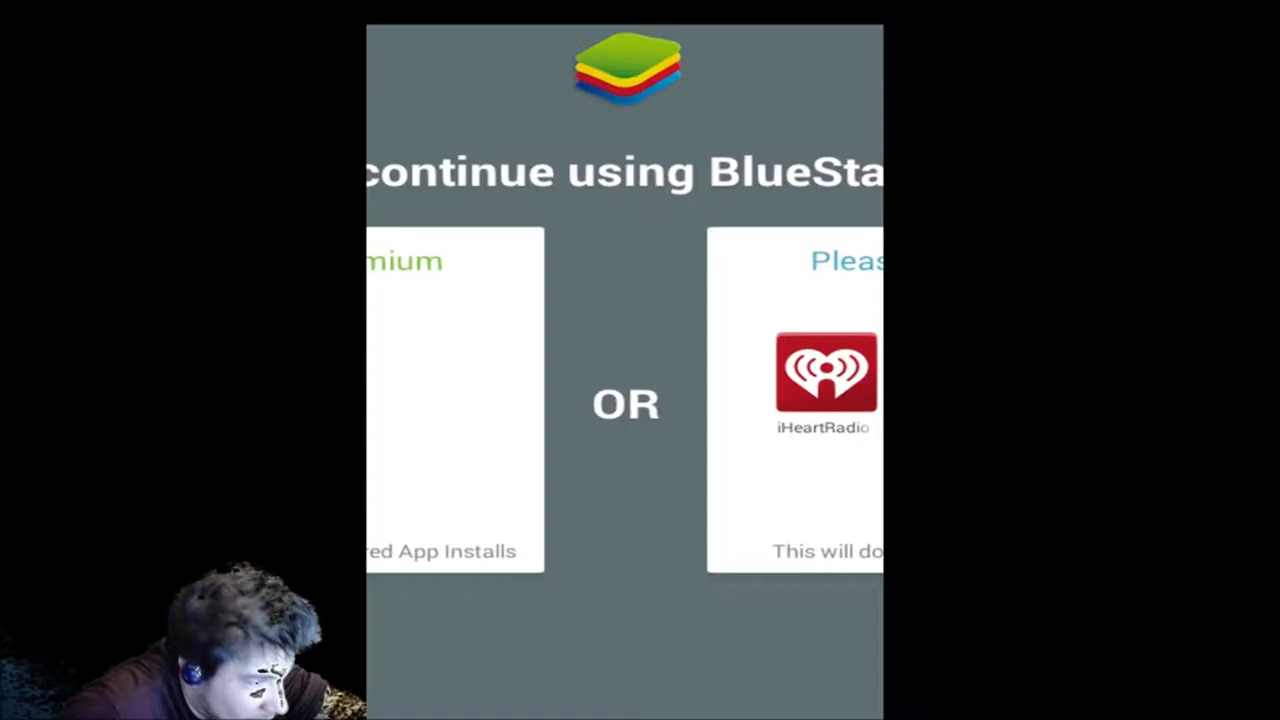 continue using BlueSta
mium
Pleas
OR
iHeartRadio
red App Installs
This will do